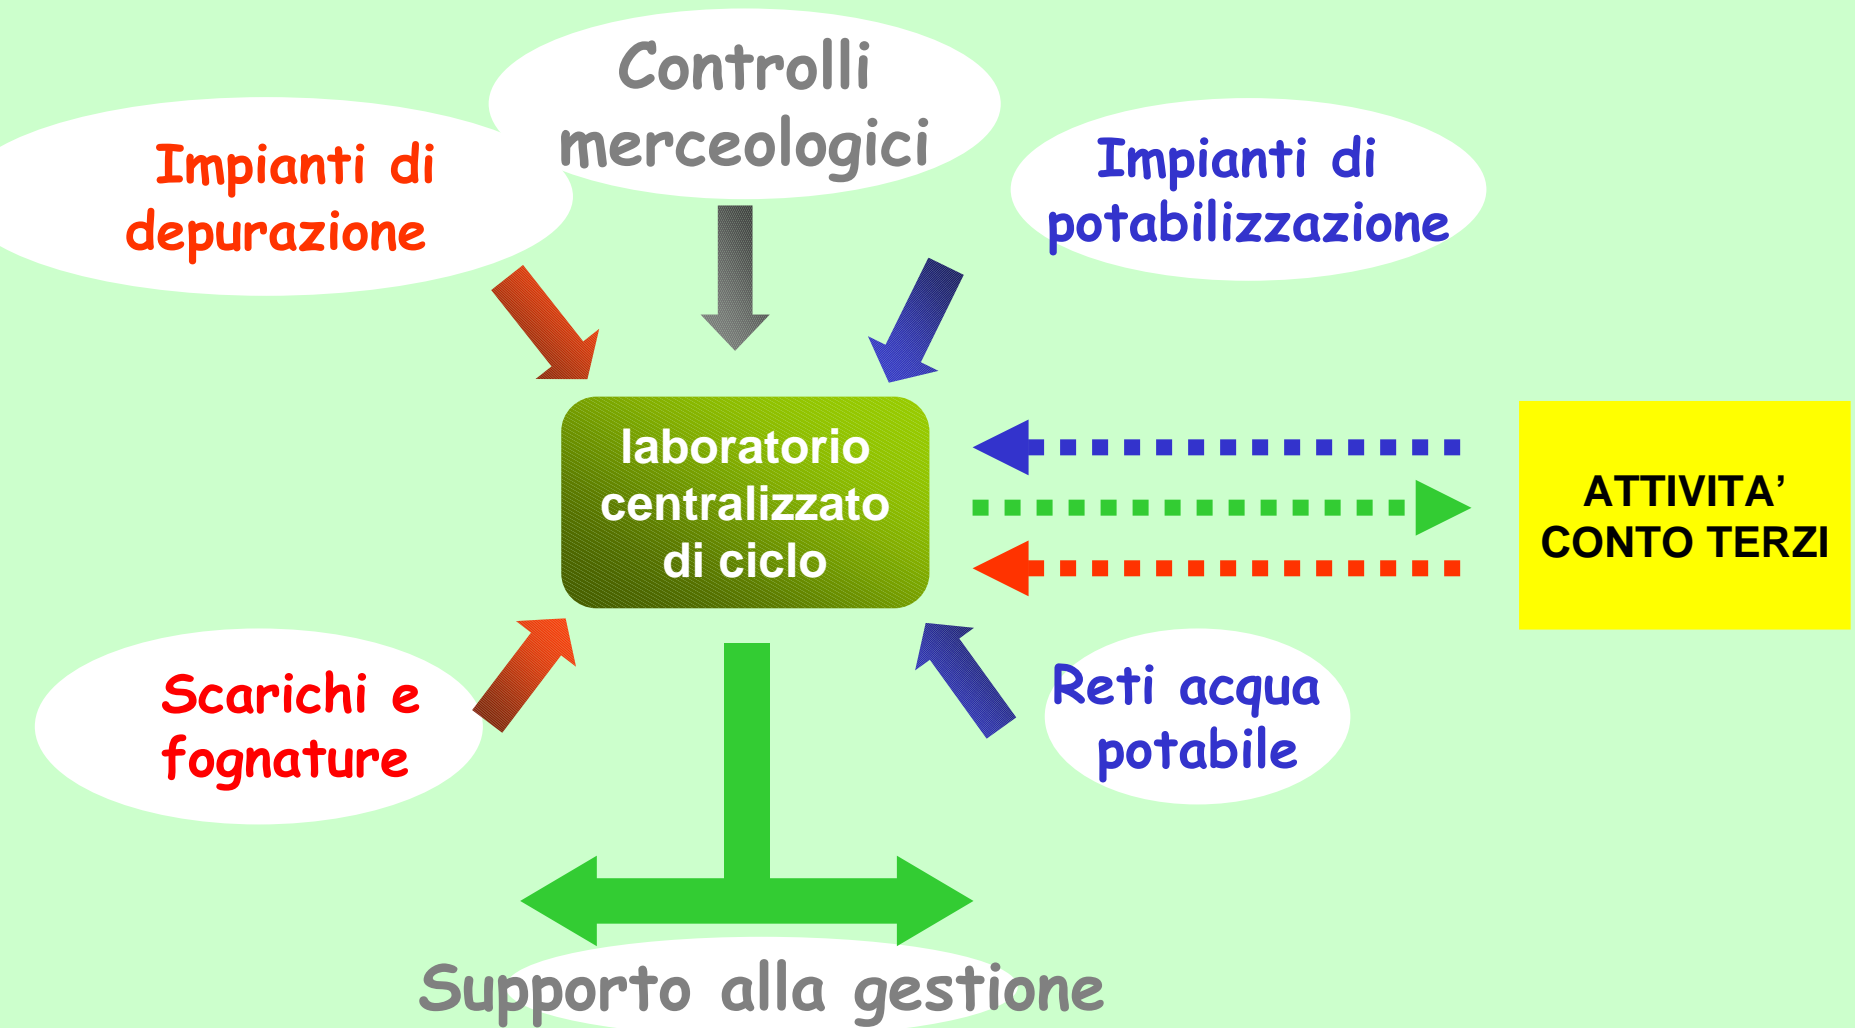 Controlli
merceologici
Impianti di
depurazione
Impianti di
potabilizzazione
laboratorio
centralizzato
di ciclo
ATTIVITA’
CONTO TERZI
Scarichi e
fognature
Reti acqua
potabile
Supporto alla gestione